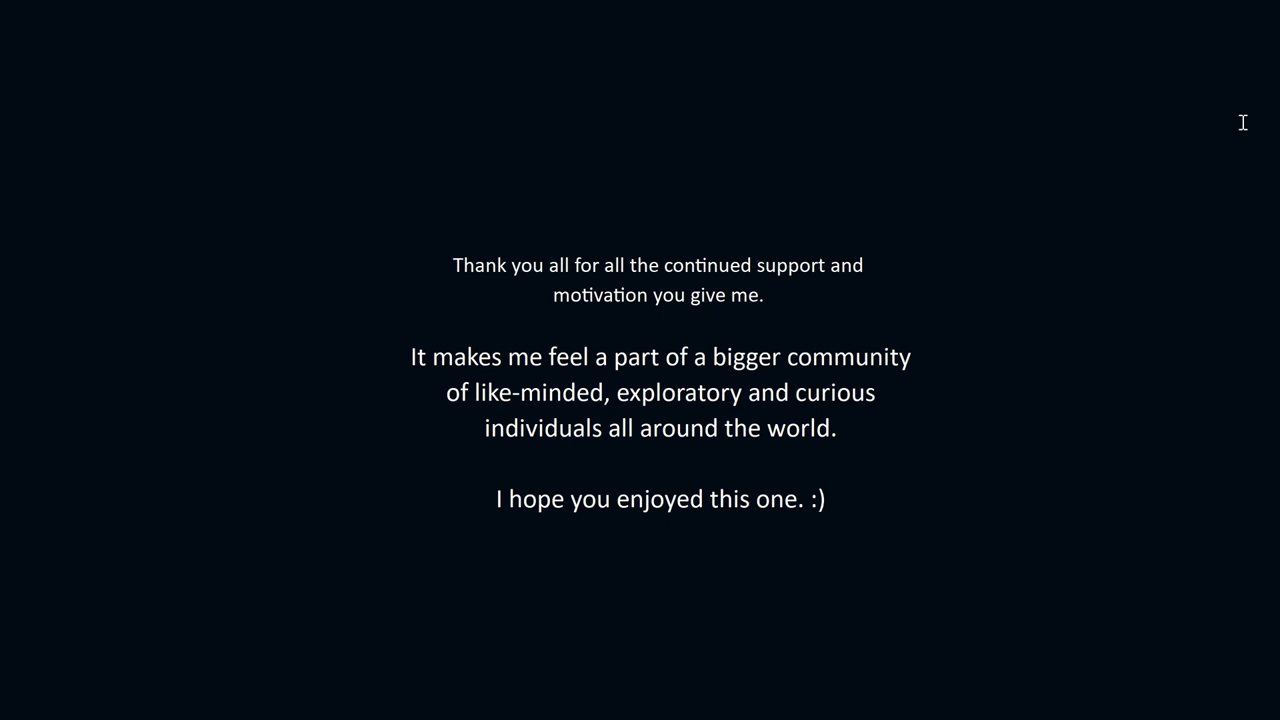 Thank you all for all the continued support and
motivation you give me.
It makes me feel a part of a bigger community
of like-minded, exploratory and curious
individuals all around the world.
I hope you enjoyed this one. :)